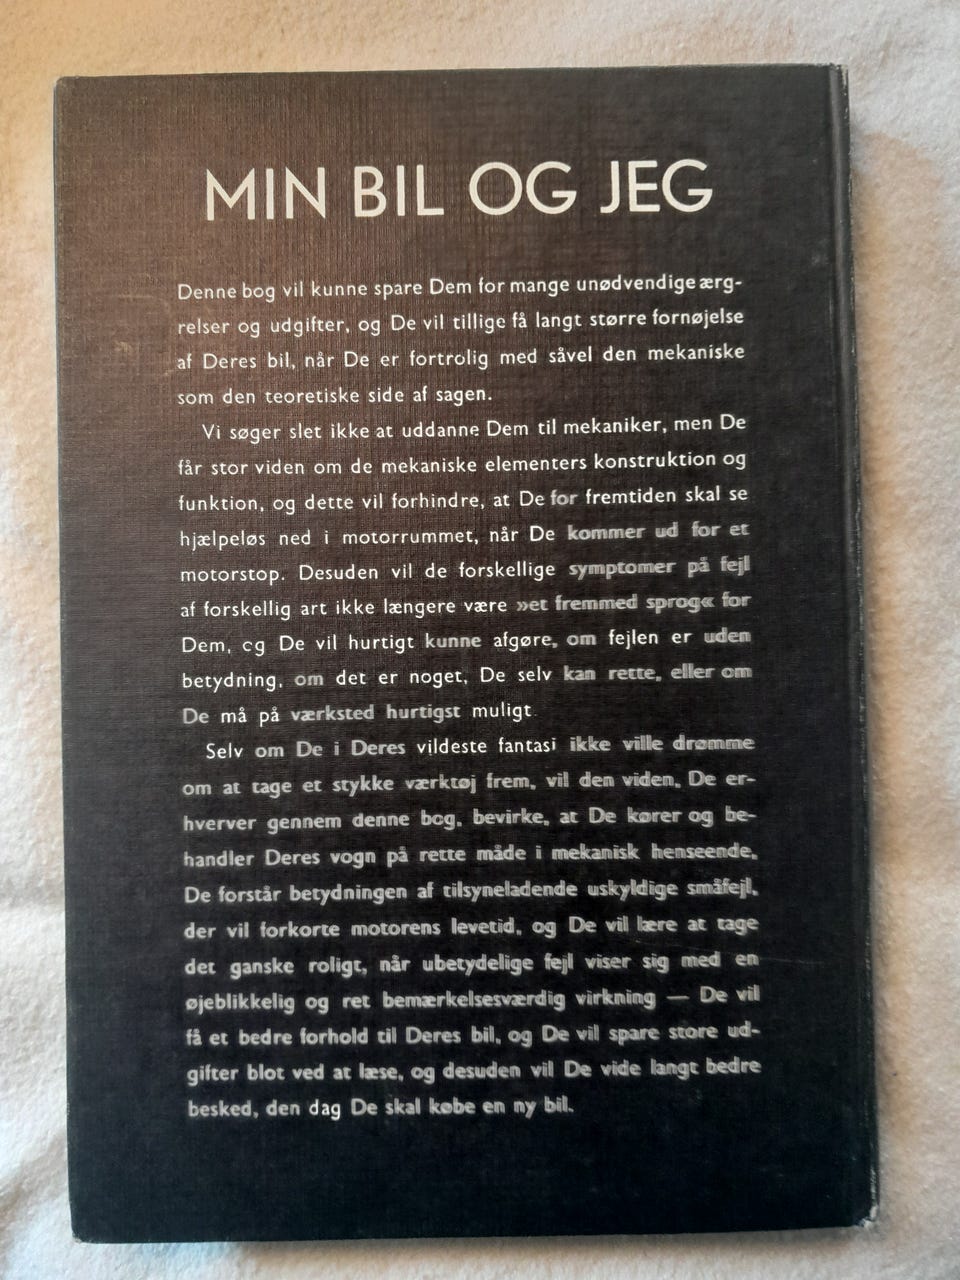 MIN BIL OG JEG
Denne bog vil kunne spare Dem for mange unødvendige ærg-
relser og udgifter, og De vil tillige få langt større fornøjelse
af Deres bil, når De er fortrolig med såvel den mekaniske
som den teoretiske side af sagen.
Vi søger slet ikke at uddanne Dem til mekaniker, men De
får stor viden om de mekaniske elementers konstruktion og
funktion, og dette vil forhindre, at De for fremtiden skal se
hjælpeløs ned i motorrummet, når De kommer ud for et
motorstop. Desuden vil de forskellige symptomer på fejl
af forskellig art ikke længere være »et fremmed sprog« for
Dem, og De vil hurtigt kunne afgøre, om fejlen er uden
betydning, om det er noget, De selv kan rette, eller om
De må på værksted hurtigst muligt.
Selv om De i Deres vildeste fantasi ikke ville drømme
om at tage et stykke værktøj frem, vil den viden, De er-
hverver gennem denne bog, bevirke, at De kører og be-
handler Deres vogn på rette måde i mekanisk henseende.
De forstår betydningen af tilsyneladende uskyldige småfejl,
der vil forkorte motorens levetid, og De vil lære at tage
det ganske roligt, når ubetydelige fejl viser sig med en
øjeblikkelig og ret bemærkelsesværdig virkning — De vil
få et bedre forhold til Deres bil, og De vil spare store ud-
gifter blot ved at læse, og desuden vil De vide langt bedre
besked, den dag De skal købe en ny bil.